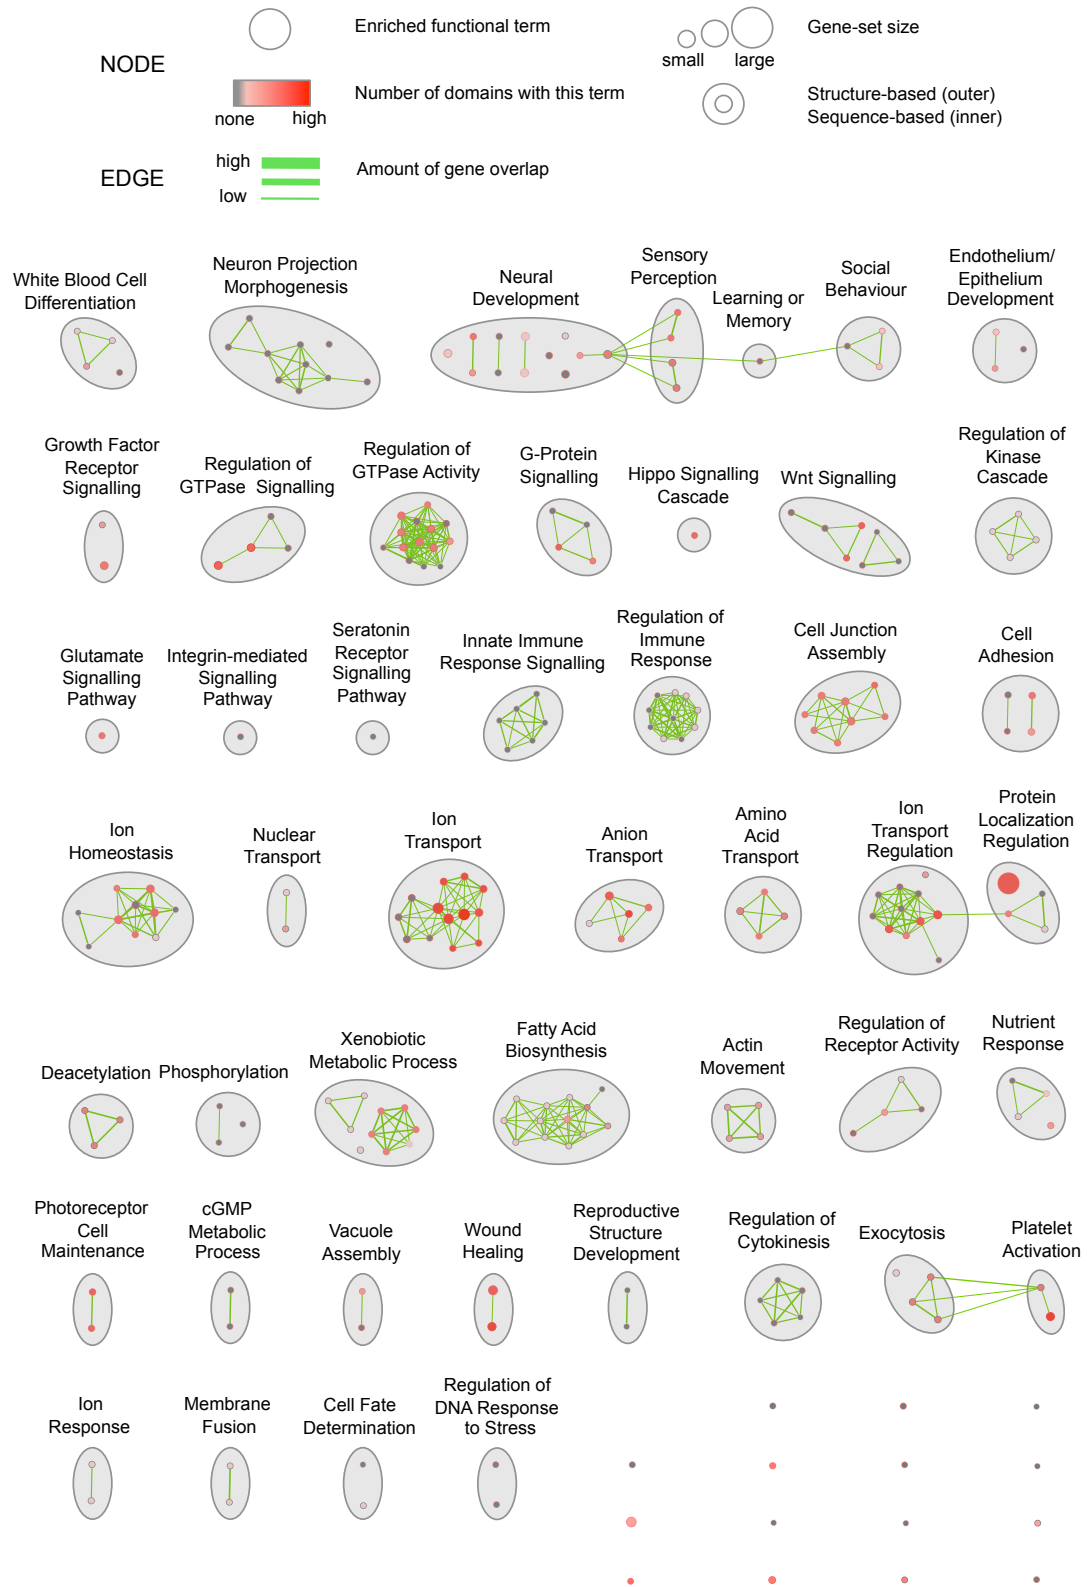 Enriched functional term
Gene-set size
NODE
small large
Number of domains with this term
Structure-based (outer)
Sequence-based (inner)
none high
high
EDGE
Amount of gene overlap
low
White Blood Cell
Differentiation
Neuron Projection
Morphogenesis
Neural
Development
Sensory
Perception
Learning or
Memory
Social
Behaviour
Endothelium/
Epithelium
Development
Growth Factor
Receptor
Signalling
Regulation of
GTPase Signalling
Regulation of
GTPase Activity
G-Protein
Signalling
Hippo Signalling
Cascade
Wnt Signalling
Regulation of
Kinase
Cascade
Glutamate
Signalling
Pathway
Integrin-mediated
Signalling
Pathway
Seratonin
Receptor
Signalling
Pathway
Innate Immune
Response Signalling
Regulation of
Immune
Response
Cell Junction
Assembly
Cell
Adhesion
Ion
Homeostasis
Nuclear
Transport
Ion
Transport
Anion
Transport
Amino
Acid
Transport
Ion
Transport
Regulation
Protein
Localization
Regulation
Deacetylation
Phosphorylation
Xenobiotic
Metabolic Process
Fatty Acid
Biosynthesis
Actin
Movement
Regulation of
Receptor Activity
Nutrient
Response
Photoreceptor
Cell
Maintenance
cGMP
Metabolic
Process
Vacuole
Assembly
Wound
Healing
Reproductive
Structure
Development
Regulation of
Cytokinesis
Exocytosis
Platelet
Activation
Ion
Response
Membrane
Fusion
Cell Fate
Determination
Regulation of
DNA Response
to Stress